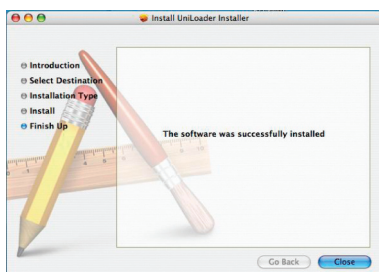 Install UniLoader Installer
Introduction
Select Destination
Installation Type
Install
Finish Up
The software was successfully installed
Go Back
Close